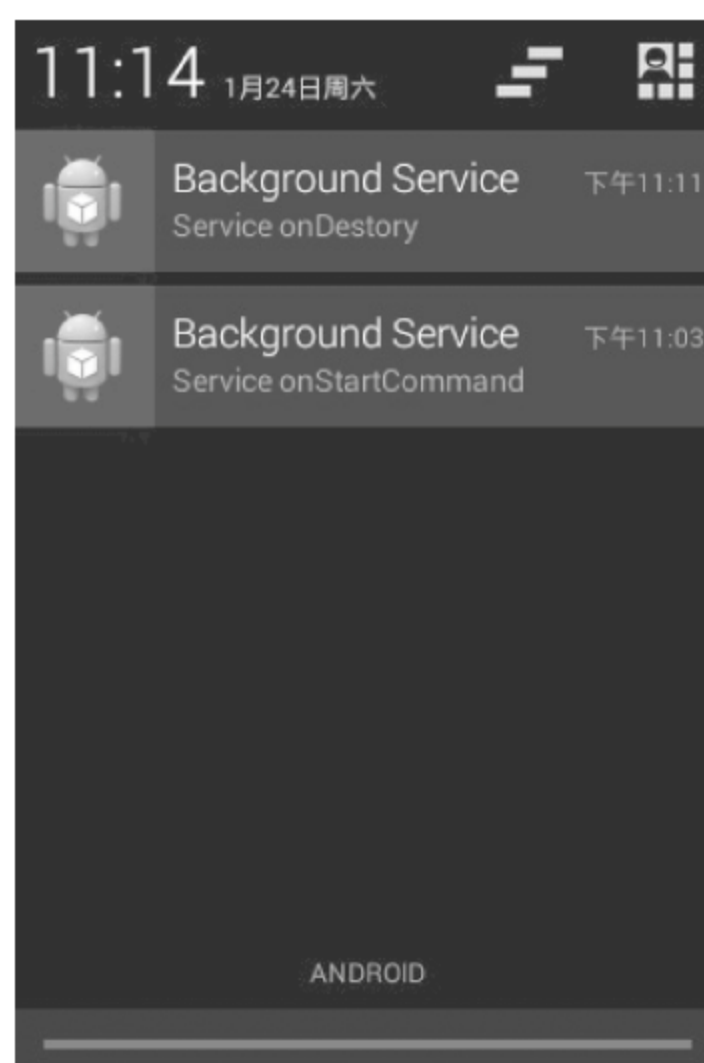 11:14 1月24日周六
Background Service 下午11:11
Service onDestory
Background Service 下午11:03
Service onStartCommand
ANDROID